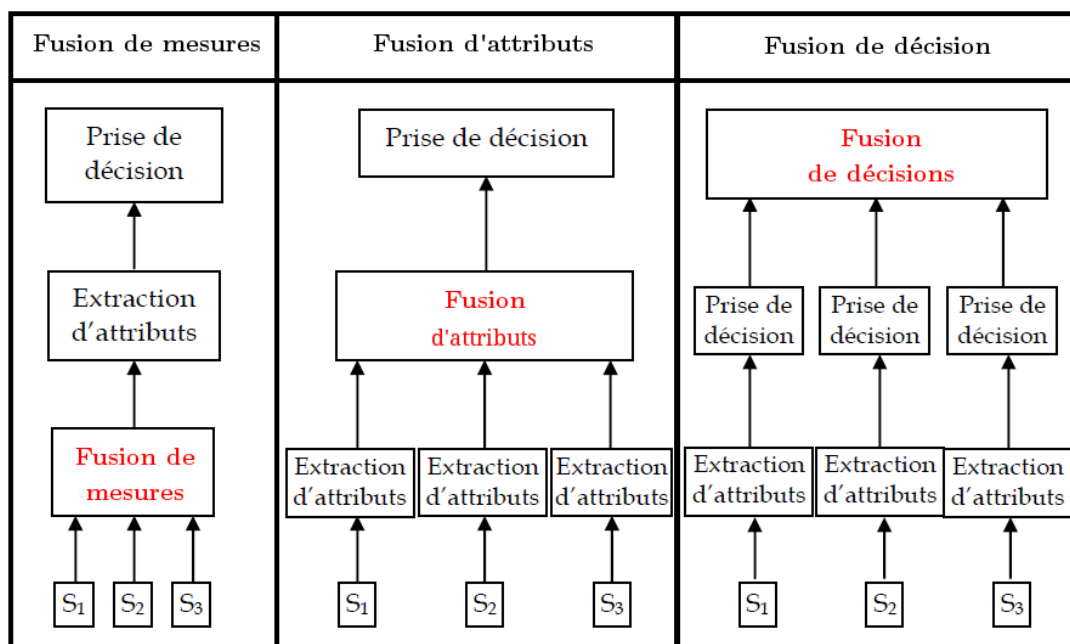 Fusion de mesures
Fusion d'attributs
Fusion de décision
Prise de
décision
Extraction
d’attributs
Fusion de
mesures
S1
S2
S3
Prise de décision
Fusion
d'attributs
Extraction
d’attributs
Extraction
d’attributs
Extraction
d’attributs
S1
S2
S3
Fusion
de décisions
Prise de
décision
Prise de
décision
Prise de
décision
Extraction
d’attributs
Extraction
d’attributs
Extraction
d’attributs
S1
S2
S3